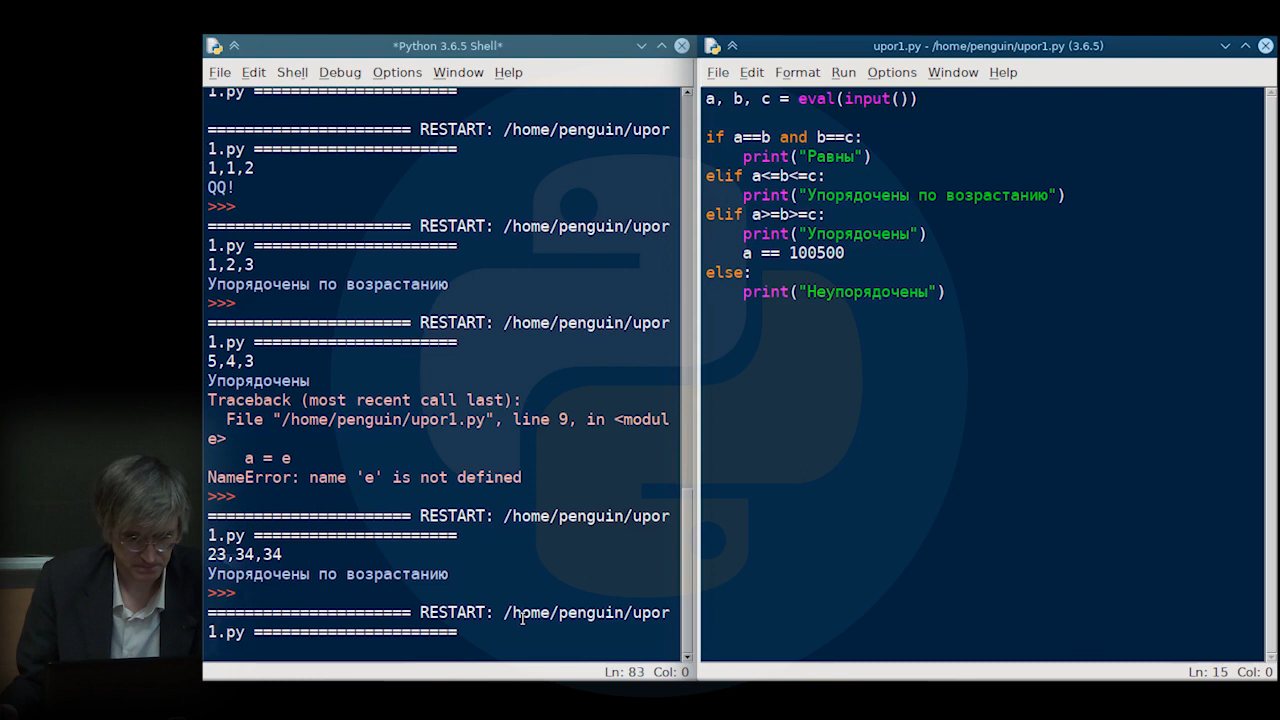 *Python 3.6.5 Shell*
File Edit Shell Debug Options Window Help
1.py ======================
====================== RESTART: /home/penguin/upor
1.py ======================
1,1,2
QQ!
>>>
====================== RESTART: /home/penguin/upor
1.py ======================
1,2,3
Упорядочены по возрастанию
>>>
====================== RESTART: /home/penguin/upor
1.py ======================
5,4,3
Упорядочены
Traceback (most recent call last):
File "/home/penguin/upor1.py", line 9, in <modul
e>
a = e
NameError: name 'e' is not defined
>>>
====================== RESTART: /home/penguin/upor
1.py ======================
23,34,34
Упорядочены по возрастанию
>>>
====================== RESTART: /home/penguin/upor
1.py ======================
Ln: 83 Col: 0
upor1.py - /home/penguin/upor1.py (3.6.5)
File Edit Format Run Options Window Help
a, b, c = eval(input())
if a==b and b==c:
print("Равны")
elif a<=b<=c:
print("Упорядочены по возрастанию")
elif a>=b>=c:
print("Упорядочены")
a == 100500
else:
print("Неупорядочены")
Ln: 15 Col: 0